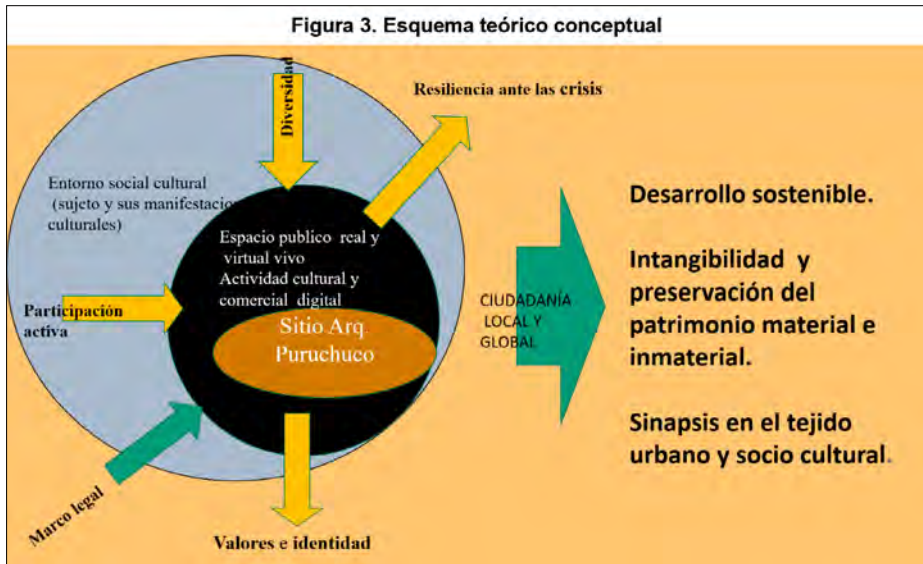 Figura 3. Esquema teórico conceptual
Diversidad
Resiliencia ante las crisis
Entorno social cultural
(sujeto y sus manifestacio
culturales)
Espacio publico real y
virtual vivo
Actividad cultural y
comercial digital
Sitio Arq
Puruchuco
Participación
activa
Marco legal
Valores e identidad
CIUDADANÍA
LOCAL Y
GLOBAL
Desarrollo sostenible.
Intangibilidad y
preservación del
patrimonio material e
inmaterial.
Sinapsis en el tejido
urbano y socio cultural.